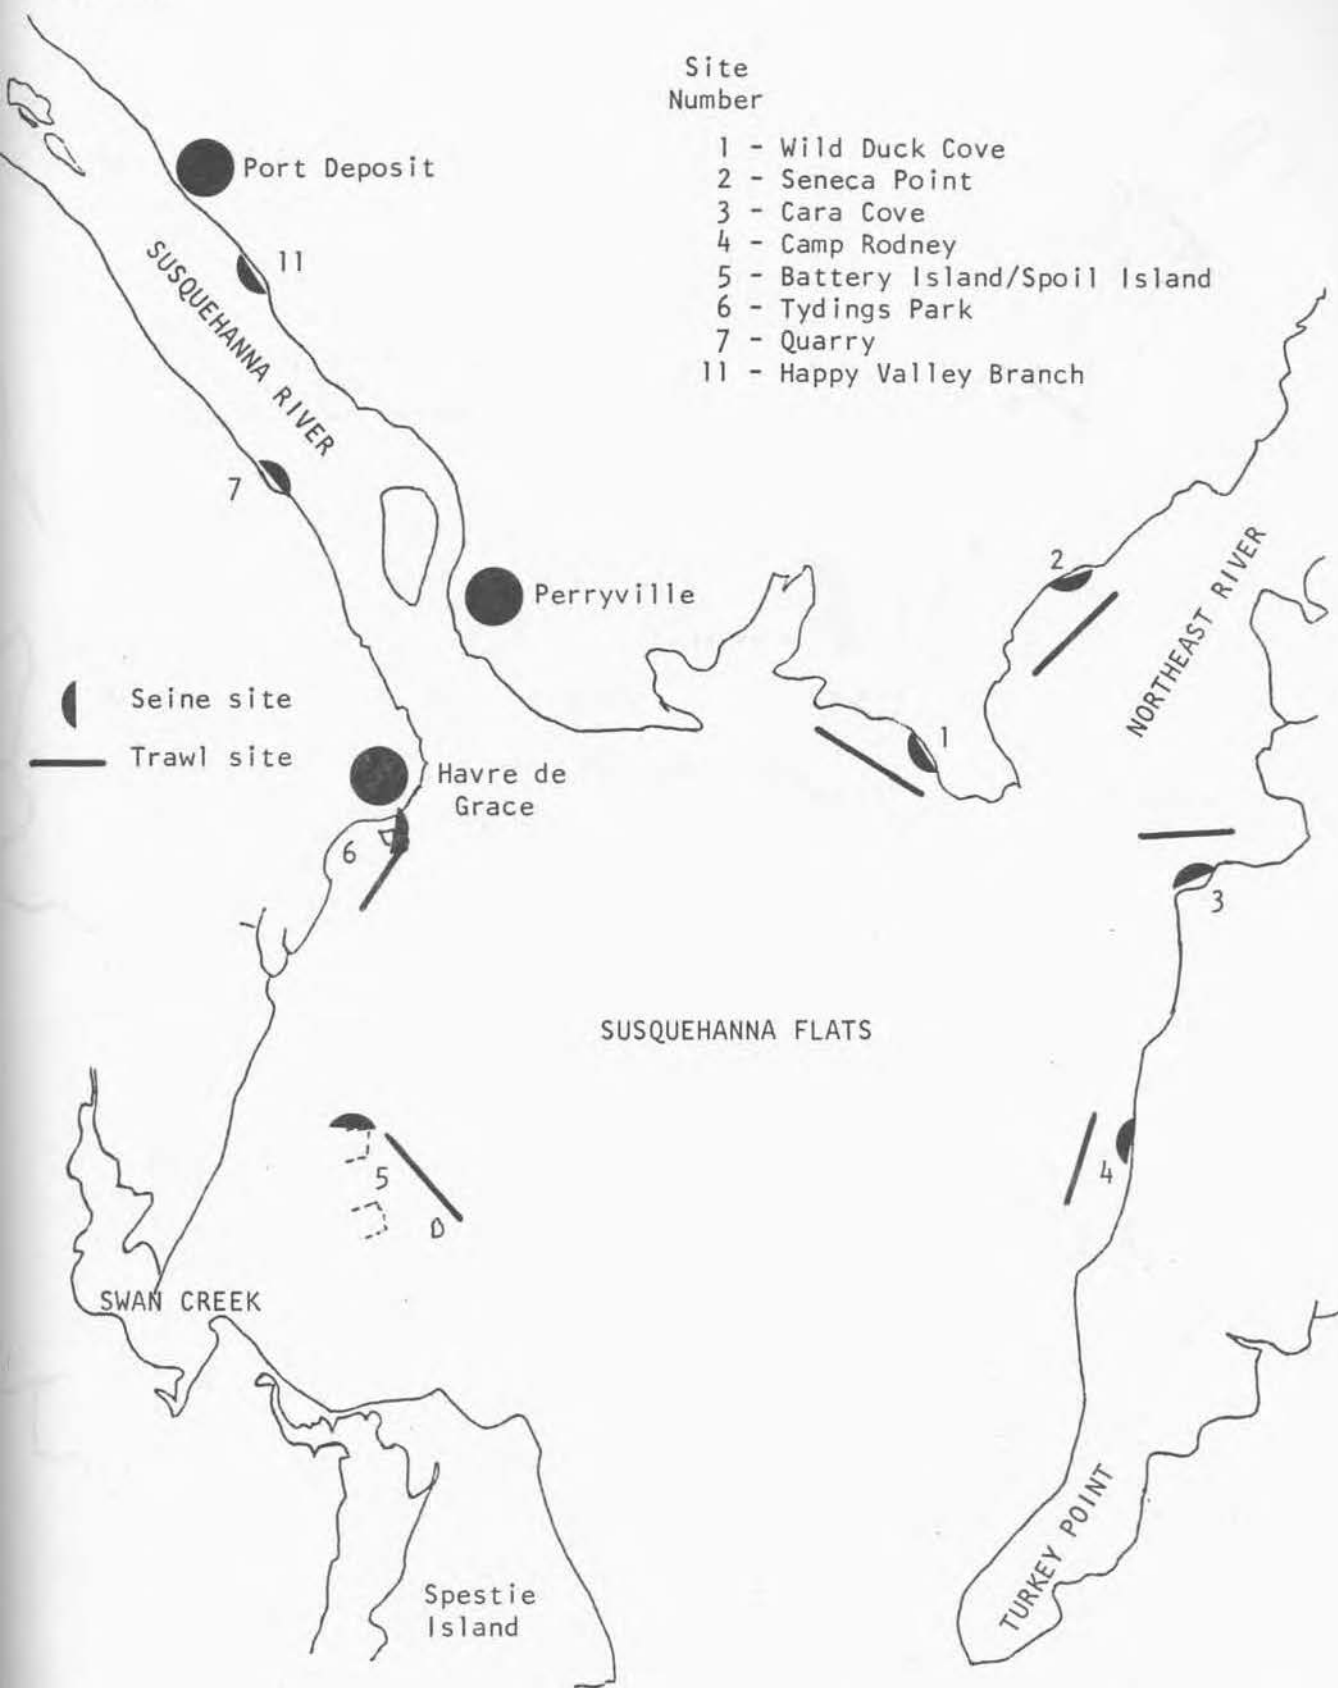 Site
Number
1 - Wild Duck Cove
2 - Seneca Point
3 - Cara Cove
4 - Camp Rodney
5 - Battery Island/Spoil Island
6 - Tydings Park
7 - Quarry
11 - Happy Valley Branch
Port Deposit
11
SUSQUEHANNA RIVER
7
2
Perryville
NORTHEAST RIVER
Seine site
Trawl site
1
Havre de
Grace
6
3
SUSQUEHANNA FLATS
4
5
SWAN CREEK
TURKEY POINT
Spestie
Island